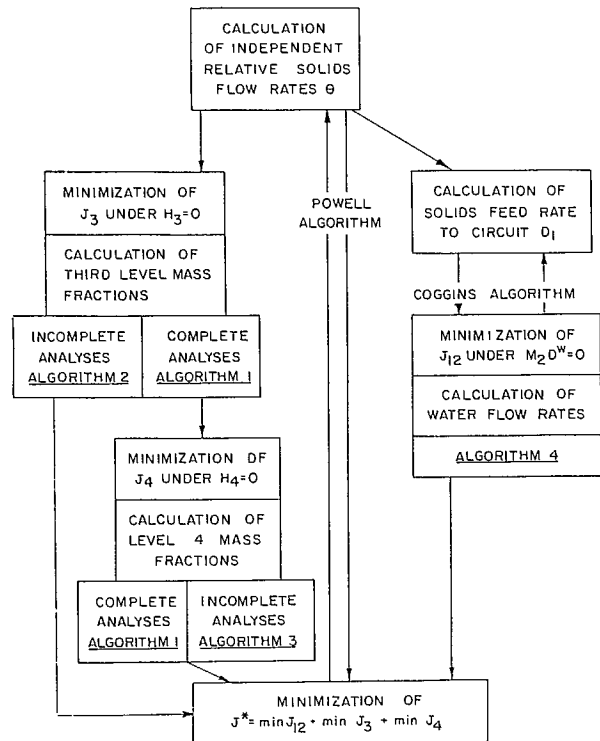 CALCULATION
OF INDEPENDENT
RELATIVE SOLIDS
FLOW RATES θ
MINIMIZATION OF
J3 UNDER H3=0
CALCULATION OF
THIRD LEVEL MASS
FRACTIONS
INCOMPLETE
ANALYSES
ALGORITHM 2
COMPLETE
ANALYSES
ALGORITHM 1
MINIMIZATION OF
J4 UNDER H4=0
CALCULATION OF
LEVEL 4 MASS
FRACTIONS
COMPLETE
ANALYSES
ALGORITHM 1
INCOMPLETE
ANALYSES
ALGORITHM 3
POWELL
ALGORITHM
CALCULATION OF
SOLIDS FEED RATE
TO CIRCUIT D1
COGGINS ALGORITHM
MINIMIZATION OF
J12 UNDER M2D^W=0
CALCULATION OF
WATER FLOW RATES
ALGORITHM 4
MINIMIZATION OF
J* = min J12 + min J3 + min J4